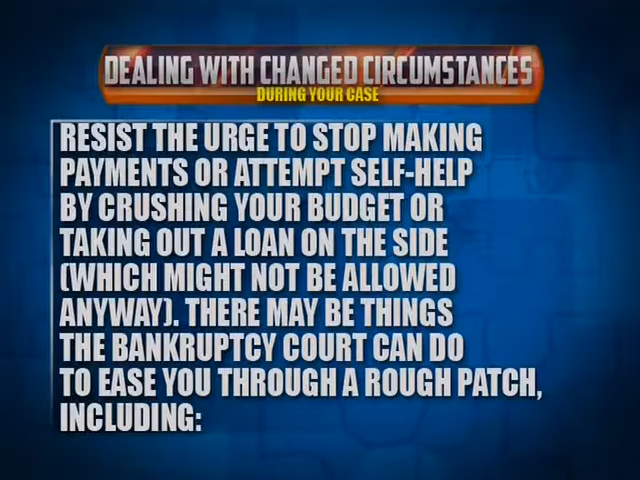 DEALING WITH CHANGED CIRCUMSTANCES
DURING YOUR CASE
RESIST THE URGE TO STOP MAKING
PAYMENTS OR ATTEMPT SELF-HELP
BY CRUSHING YOUR BUDGET OR
TAKING OUT A LOAN ON THE SIDE
(WHICH MIGHT NOT BE ALLOWED
ANYWAY). THERE MAY BE THINGS
THE BANKRUPTCY COURT CAN DO
TO EASE YOU THROUGH A ROUGH PATCH,
INCLUDING: